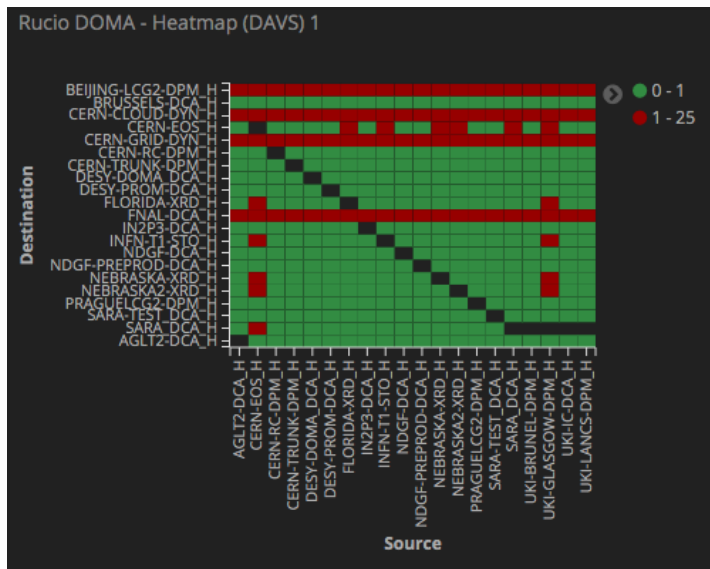 Rucio DOMA - Heatmap (DAVS) 1
0 - 1
1 - 25
Destination
BEIJING-LCG2-DPM_H
BRUSSELS-DCA_H
CERN-CLOUD-DYN_H
CERN-EOS_H
CERN-GRID-DYN_H
CERN-RC-DPM_H
CERN-TRUNK-DPM_H
DESY-DOMA_DCA_H
DESY-PROM-DCA_H
FLORIDA-XRD_H
FNAL-DCA_H
IN2P3-DCA_H
INFN-T1-STO_H
NDGF-DCA_H
NDGF-PREPROD-DCA_H
NEBRASKA-XRD_H
NEBRASKA2-XRD_H
PRAGUELCG2-DPM_H
SARA-TEST_DCA_H
SARA_DCA_H
AGLT2-DCA_H
AGLT2-DCA_H
CERN-EOS_H
CERN-RC-DPM_H
CERN-TRUNK-DPM_H
DESY-DOMA_DCA_H
DESY-PROM-DCA_H
FLORIDA-XRD_H
IN2P3-DCA_H
INFN-T1-STO_H
NDGF-DCA_H
NDGF-PREPROD-DCA_H
NEBRASKA-XRD_H
NEBRASKA2-XRD_H
PRAGUELCG2-DPM_H
SARA-TEST_DCA_H
SARA_DCA_H
UKI-BRUNEL-DPM_H
UKI-GLASGOW-DPM_H
UKI-IC-DCA_H
UKI-LANCS-DPM_H
Source